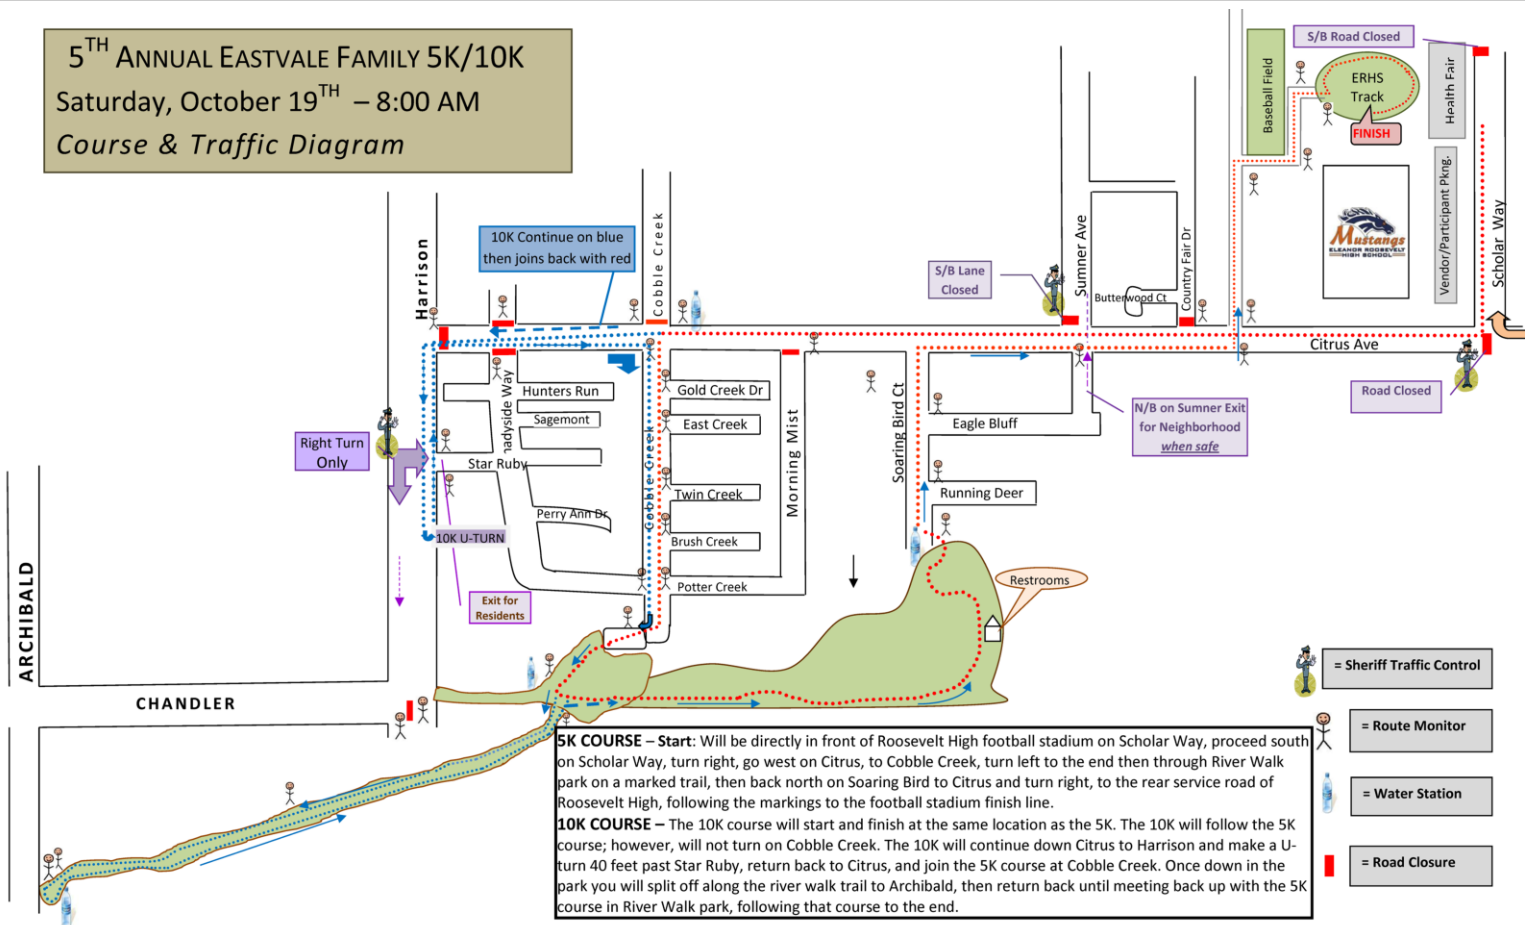 5TH ANNUAL EASTVALE FAMILY 5K/10K
Saturday, October 19TH – 8:00 AM
Course & Traffic Diagram
S/B Road Closed
Baseball Field
ERHS
Track
FINISH
Health Fair
Vendor/Participant Pkng.
Mustangs
ELEANOR ROOSEVELT
HIGH SCHOOL
Scholar Way
10K Continue on blue
then joins back with red
Harrison
Cobble Creek
S/B Lane
Closed
Sumner Ave
Butterwood Ct
Country Fair Dr
Citrus Ave
Road Closed
N/B on Sumner Exit
for Neighborhood
when safe
Hunters Run
Sagemont
Star Ruby
hadyside Way
Perry Ann Dr
Right Turn
Only
10K U-TURN
Exit for
Residents
Cobble Creek
Gold Creek Dr
East Creek
Twin Creek
Brush Creek
Potter Creek
Morning Mist
Soaring Bird Ct
Eagle Bluff
Running Deer
Restrooms
ARCHIBALD
CHANDLER
= Sheriff Traffic Control
= Route Monitor
= Water Station
= Road Closure
5K COURSE – Start: Will be directly in front of Roosevelt High football stadium on Scholar Way, proceed south
on Scholar Way, turn right, go west on Citrus, to Cobble Creek, turn left to the end then through River Walk
park on a marked trail, then back north on Soaring Bird to Citrus and turn right, to the rear service road of
Roosevelt High, following the markings to the football stadium finish line.
10K COURSE – The 10K course will start and finish at the same location as the 5K. The 10K will follow the 5K
course; however, will not turn on Cobble Creek. The 10K will continue down Citrus to Harrison and make a U-
turn 40 feet past Star Ruby, return back to Citrus, and join the 5K course at Cobble Creek. Once down in the
park you will split off along the river walk trail to Archibald, then return back until meeting back up with the 5K
course in River Walk park, following that course to the end.